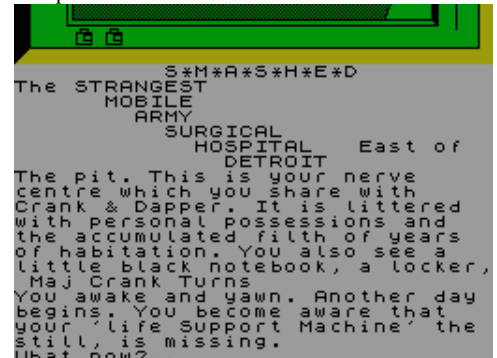 S*M*A*S*H*E*D
The STRANGEST
MOBILE
ARMY
SURGICAL
HOSPITAL East of
DETROIT
The pit. This is your nerve
centre which you share with
Crank & Dapper. It is littered
with personal possessions and
the accumulated filth of years
of habitation. You also see a
little black notebook, a locker,
Maj Crank Turns
You awake and yawn. Another day
begins. You become aware that
your 'Life Support Machine' the
still, is missing.
What now?